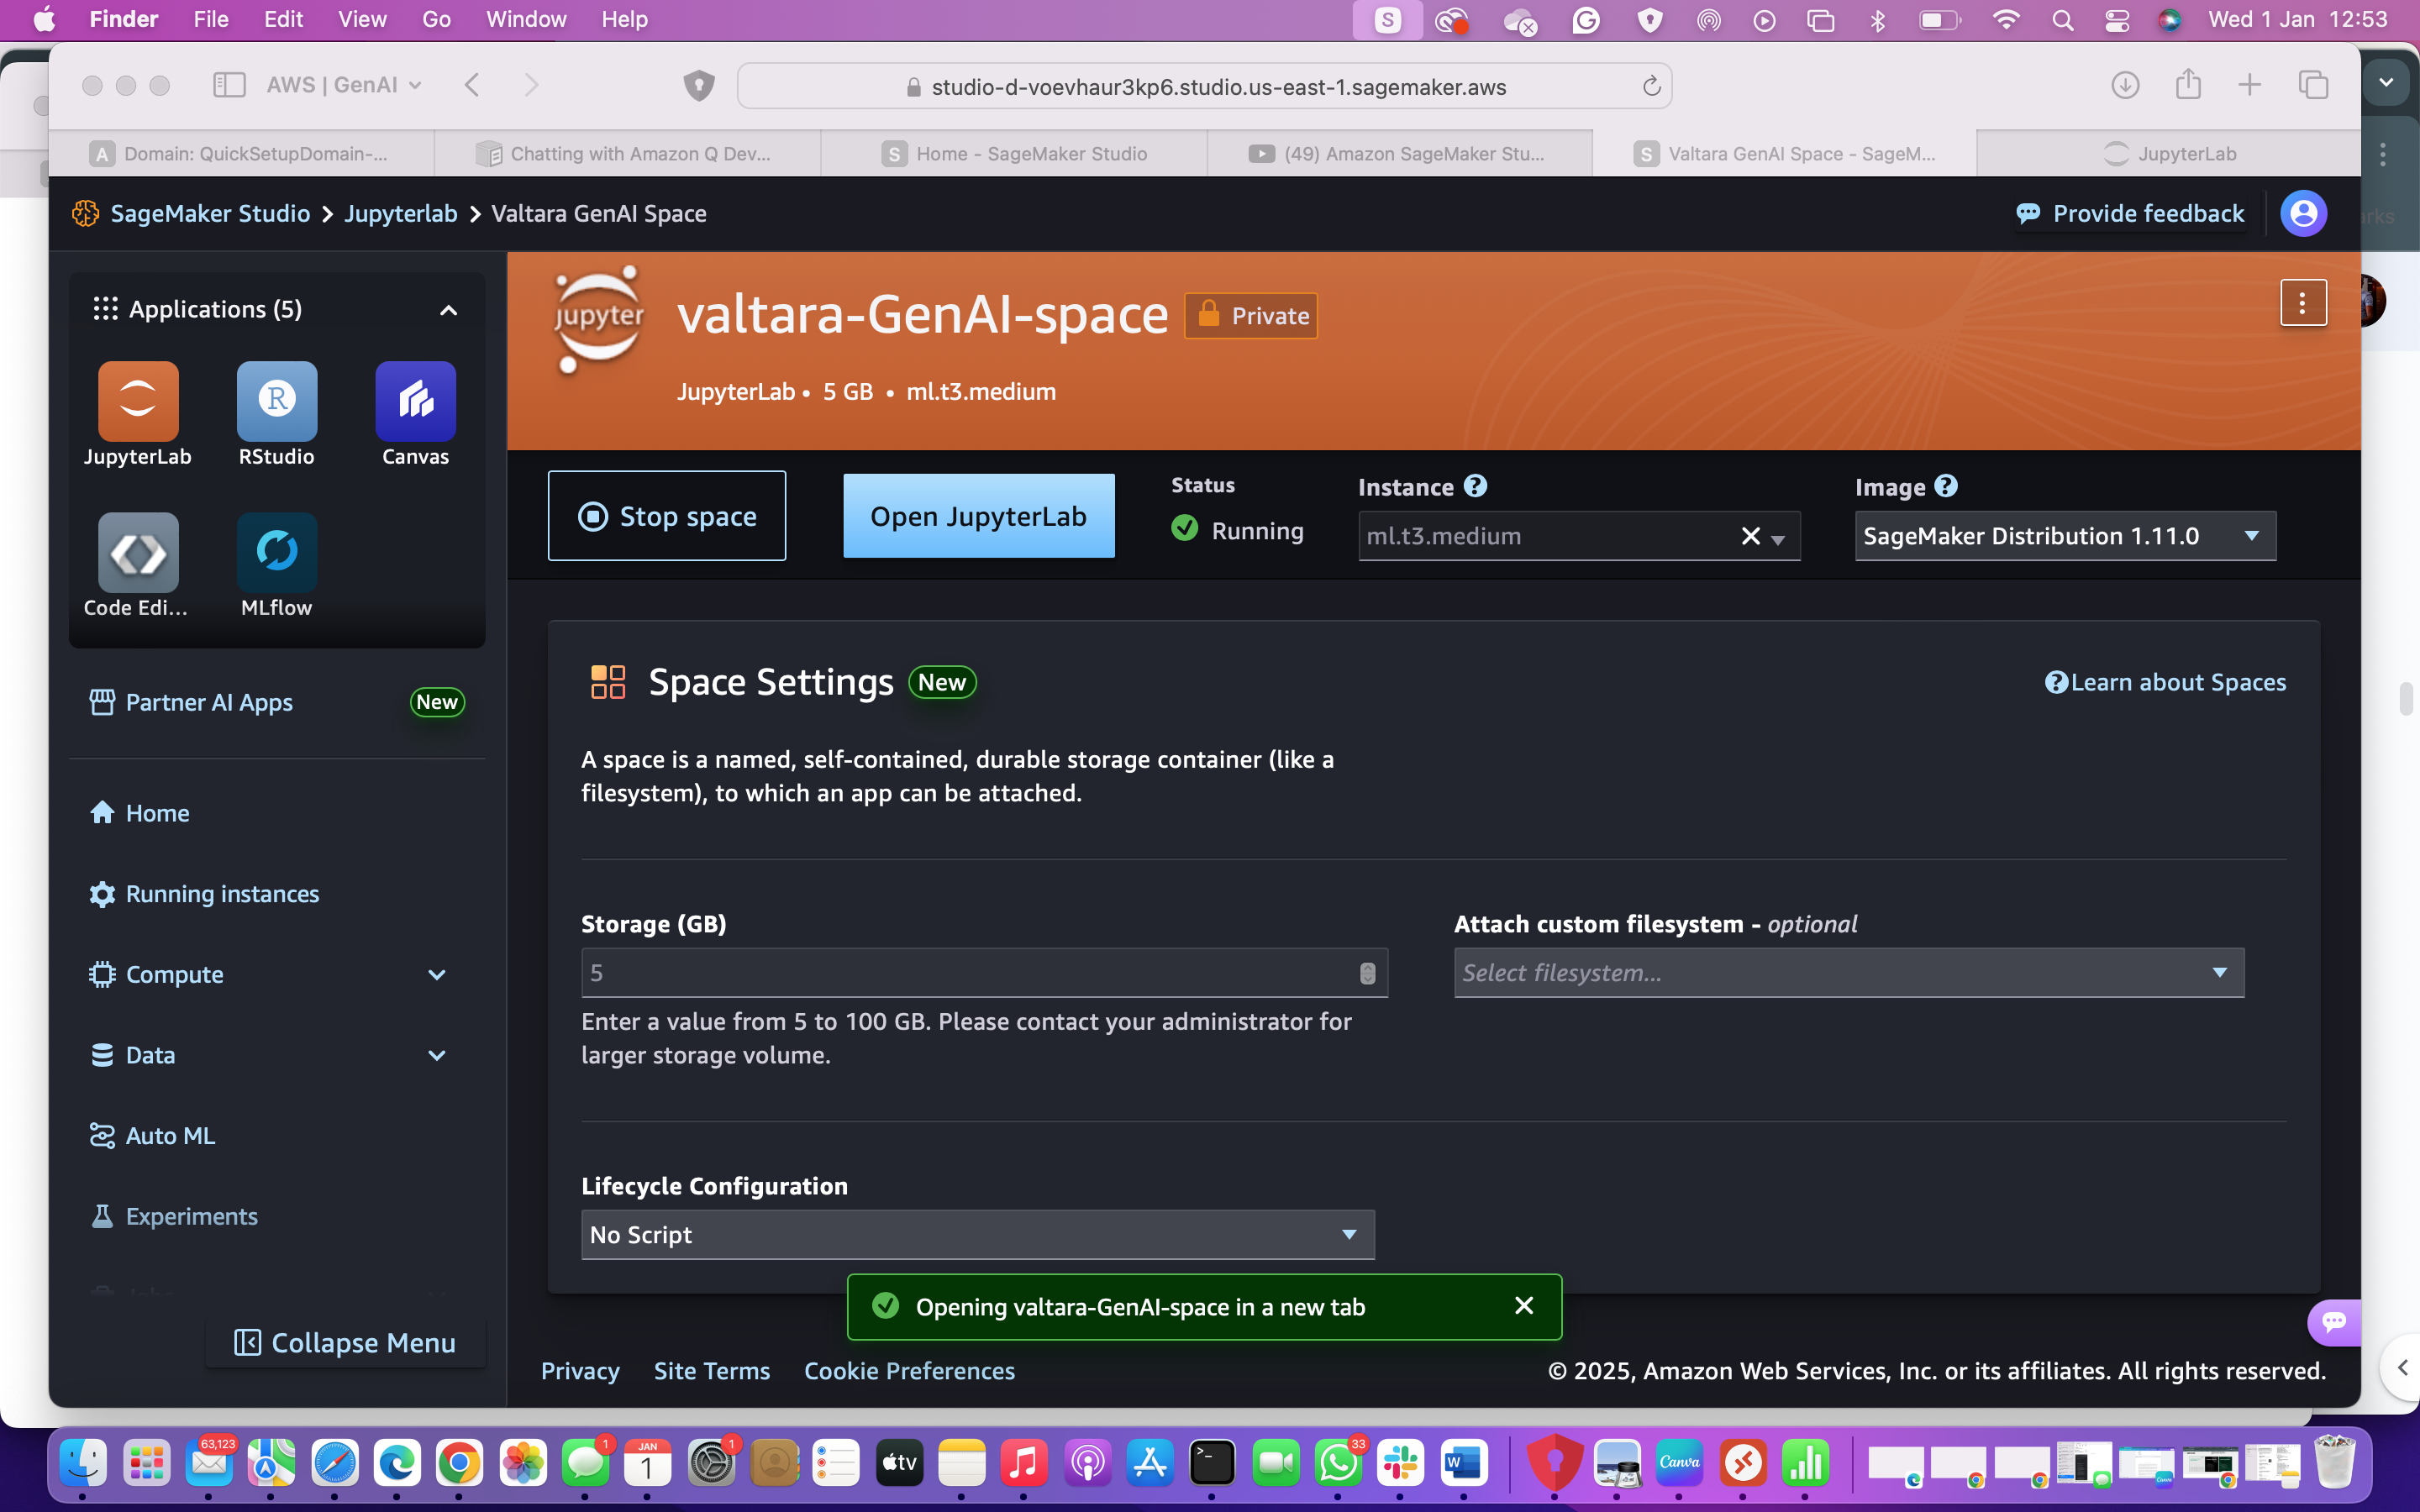 Finder File Edit View Go Window Help
S
Wed 1 Jan 12:53
AWS | GenAI
studio-d-voevhaur3kp6.studio.us-east-1.sagemaker.aws
A Domain: QuickSetupDomain-...
Chatting with Amazon Q Dev...
S Home - SageMaker Studio
(49) Amazon SageMaker Stu...
S Valtara GenAI Space - SageM...
JupyterLab
SageMaker Studio > Jupyterlab > Valtara GenAI Space
Provide feedback
Applications (5)
JupyterLab
R
RStudio
Canvas
Code Edi...
MLflow
Partner AI Apps
New
Home
Running instances
Compute
Data
Auto ML
Experiments
Collapse Menu
jupyter
valtara-GenAI-space
Private
JupyterLab • 5 GB • ml.t3.medium
Stop space
Open JupyterLab
Status
Running
Instance
ml.t3.medium
Image
SageMaker Distribution 1.11.0
Space Settings New
Learn about Spaces
A space is a named, self-contained, durable storage container (like a
filesystem), to which an app can be attached.
Storage (GB)
5
Enter a value from 5 to 100 GB. Please contact your administrator for
larger storage volume.
Attach custom filesystem - optional
Select filesystem...
Lifecycle Configuration
No Script
Opening valtara-GenAI-space in a new tab
Privacy Site Terms Cookie Preferences
© 2025, Amazon Web Services, Inc. or its affiliates. All rights reserved.
63,123
1
JAN
1
1
tv
33
W
Canva